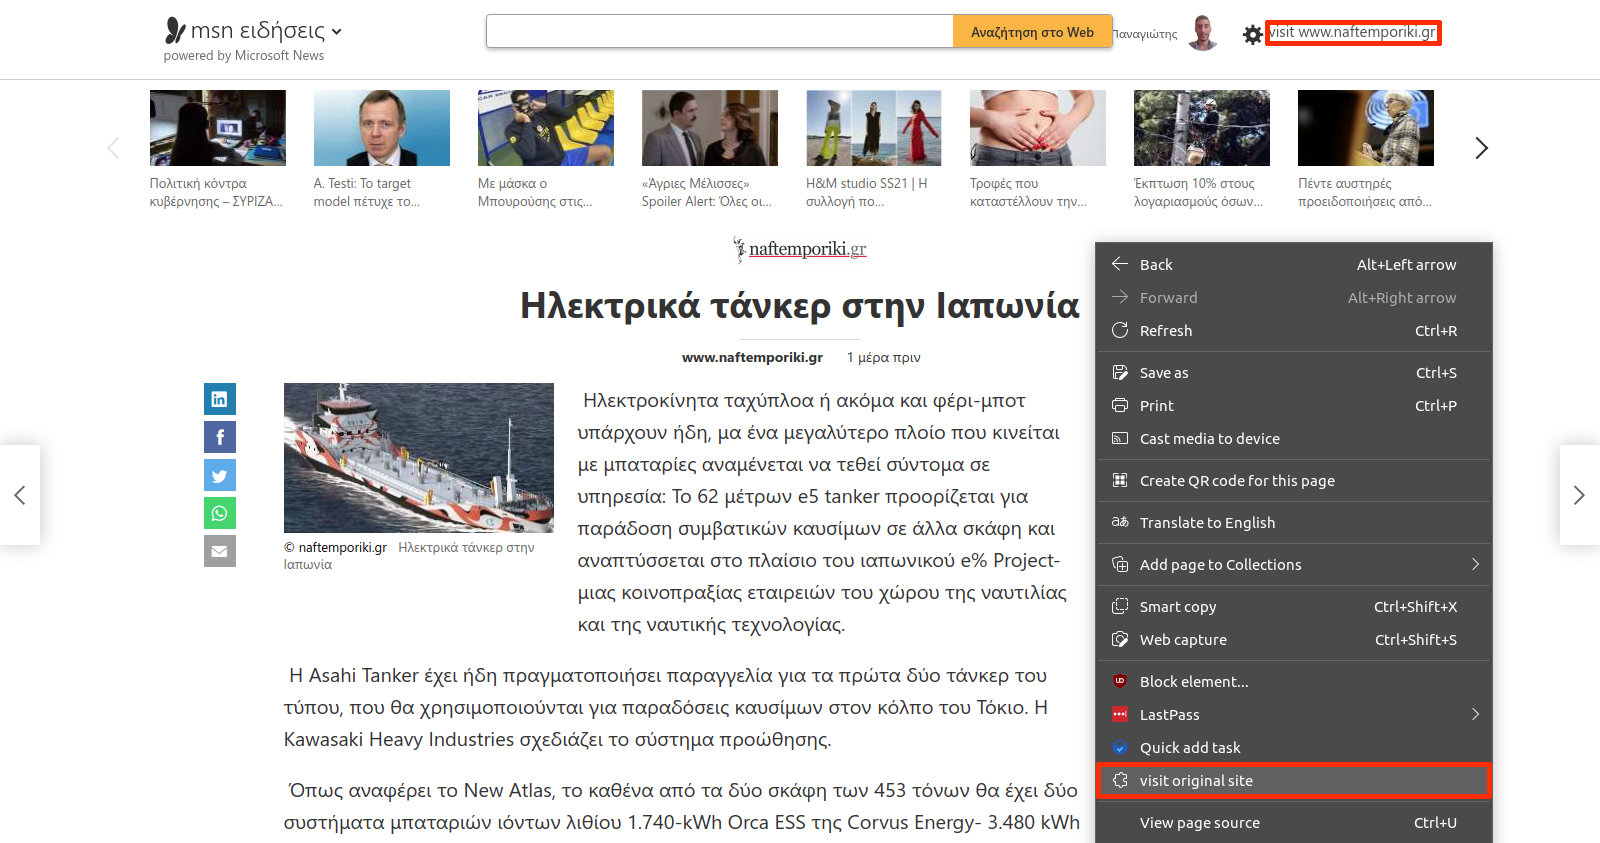 msn ειδήσεις
powered by Microsoft News
Αναζήτηση στο Web
Παναγιώτης
visit www.naftemporiki.gr
Πολιτική κόντρα
κυβέρνησης – ΣΥΡΙΖΑ...
A. Testi: Το target
model πέτυχε το...
Με μάσκα ο
Μπουρούσης στις...
«Άγριες Μέλισσες»
Spoiler Alert: Όλες οι...
H&M studio SS21 | Η
συλλογή πο...
Τροφές που
καταστέλλουν την...
Έκπτωση 10% στους
λογαριασμούς όσων...
Πέντε αυστηρές
προειδοποιήσεις από...
naftemporiki.gr
Ηλεκτρικά τάνκερ στην Ιαπωνία
www.naftemporiki.gr 1 μέρα πριν
© naftemporiki.gr Ηλεκτρικά τάνκερ στην
Ιαπωνία
Ηλεκτροκίνητα ταχύπλοα ή ακόμα και φέρι-μποτ
υπάρχουν ήδη, μα ένα μεγαλύτερο πλοίο που κινείται
με μπαταρίες αναμένεται να τεθεί σύντομα σε
υπηρεσία: Το 62 μέτρων e5 tanker προορίζεται για
παράδοση συμβατικών καυσίμων σε άλλα σκάφη και
αναπτύσσεται στο πλαίσιο του ιαπωνικού e% Project-
μιας κοινοπραξίας εταιρειών του χώρου της ναυτιλίας
και της ναυτικής τεχνολογίας.
Η Asahi Tanker έχει ήδη πραγματοποιήσει παραγγελία για τα πρώτα δύο τάνκερ του
τύπου, που θα χρησιμοποιούνται για παραδόσεις καυσίμων στον κόλπο του Τόκιο. Η
Kawasaki Heavy Industries σχεδιάζει το σύστημα προώθησης.
Όπως αναφέρει το New Atlas, το καθένα από τα δύο σκάφη των 453 τόνων θα έχει δύο
συστήματα μπαταριών ιόντων λιθίου 1.740-kWh Orca ESS της Corvus Energy- 3.480 kWh
Back Alt+Left arrow
Forward Alt+Right arrow
Refresh Ctrl+R
Save as Ctrl+S
Print Ctrl+P
Cast media to device
Create QR code for this page
Translate to English
Add page to Collections
Smart copy Ctrl+Shift+X
Web capture Ctrl+Shift+S
Block element...
LastPass
Quick add task
visit original site
View page source Ctrl+U